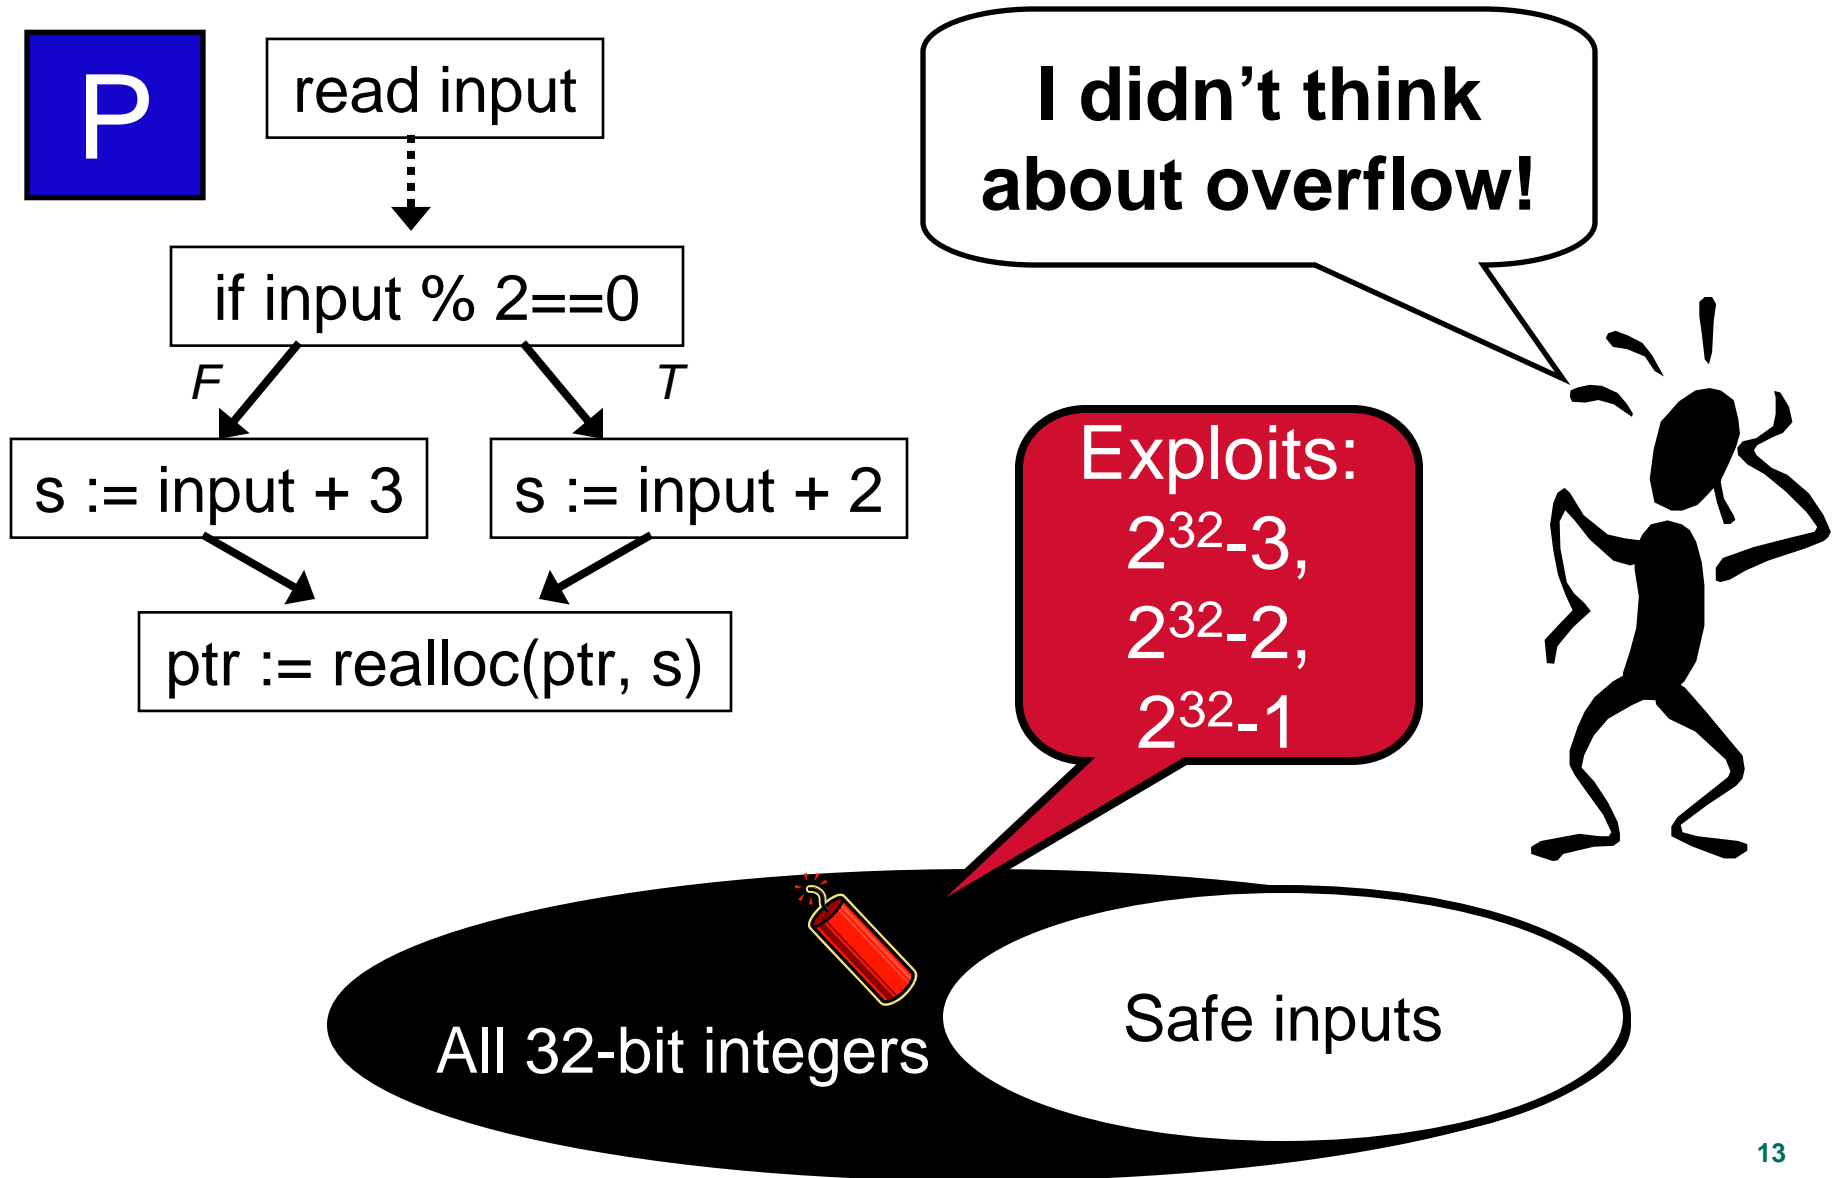 P
read input
if input % 2==0
F
T
s := input + 3
s := input + 2
ptr := realloc(ptr, s)
I didn’t think
about overflow!
Exploits:
2³²-3,
2³²-2,
2³²-1
All 32-bit integers
Safe inputs
13